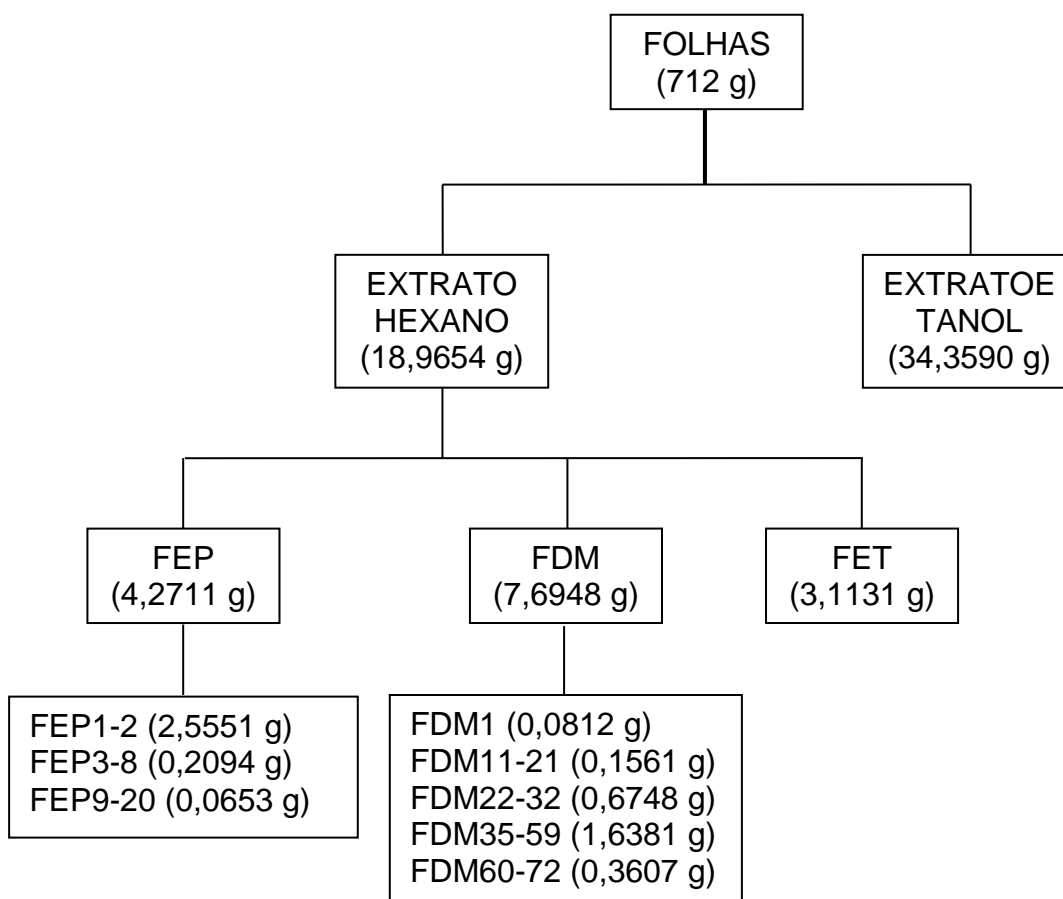 FOLHAS
(712 g)
EXTRATO
HEXANO
(18,9654 g)
EXTRATOE
TANOL
(34,3590 g)
FEP
(4,2711 g)
FDM
(7,6948 g)
FET
(3,1131 g)
FEP1-2 (2,5551 g)
FEP3-8 (0,2094 g)
FEP9-20 (0,0653 g)
FDM1 (0,0812 g)
FDM11-21 (0,1561 g)
FDM22-32 (0,6748 g)
FDM35-59 (1,6381 g)
FDM60-72 (0,3607 g)